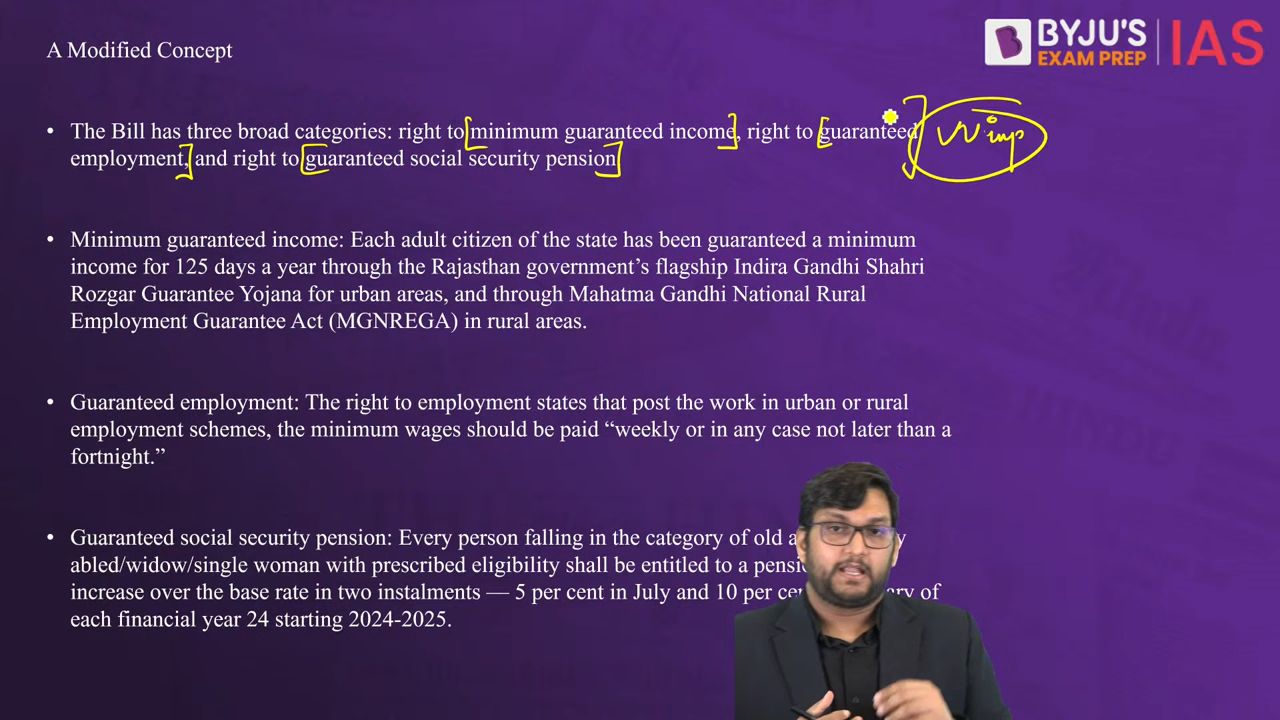 A Modified Concept
BYJU'S
EXAM PREP
IAS
• The Bill has three broad categories: right to minimum guaranteed income, right to guaranteed
employment, and right to guaranteed social security pension
VV imp
• Minimum guaranteed income: Each adult citizen of the state has been guaranteed a minimum
income for 125 days a year through the Rajasthan government’s flagship Indira Gandhi Shahri
Rozgar Guarantee Yojana for urban areas, and through Mahatma Gandhi National Rural
Employment Guarantee Act (MGNREGA) in rural areas.
• Guaranteed employment: The right to employment states that post the work in urban or rural
employment schemes, the minimum wages should be paid “weekly or in any case not later than a
fortnight.”
• Guaranteed social security pension: Every person falling in the category of old
abled/widow/single woman with prescribed eligibility shall be entitled to a
increase over the base rate in two instalments — 5 per cent in July and 10 per of
each financial year 24 starting 2024-2025.